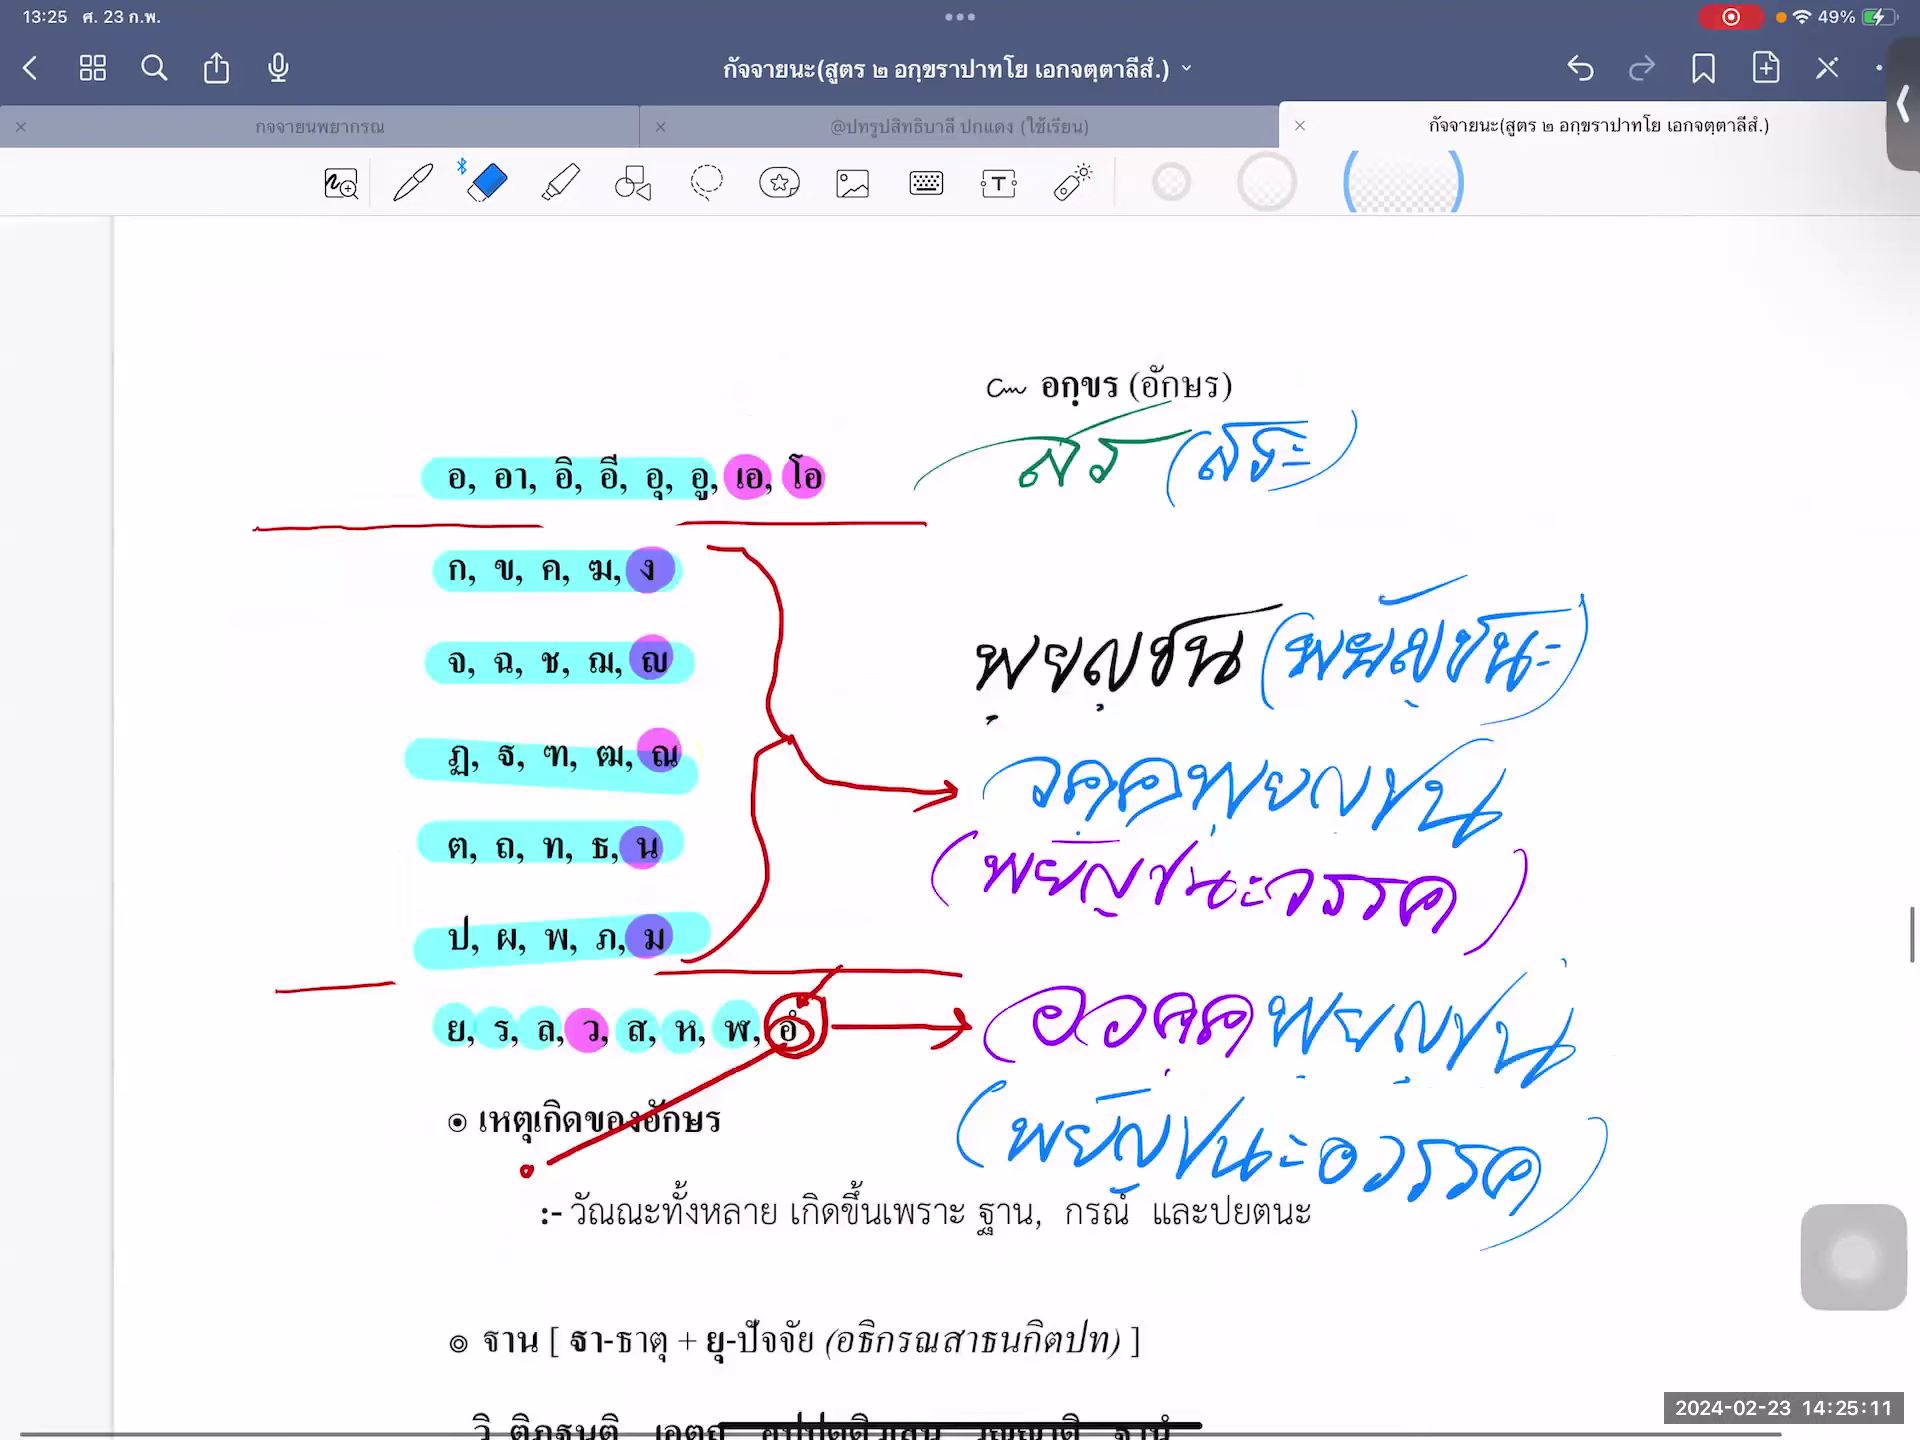 13:25 ศ. 23 ก.พ.
49%
กัจจายนะ(สูตร ๒ อกฺขราปาทโย เอกจตฺตาลีสํ.)
กจจายนพยากรณ
@ปทรูปสิทธิบาลี ปกแดง (ใช้เรียน)
กัจจายนะ(สูตร ๒ อกฺขราปาทโย เอกจตฺตาลีสํ.)
อกฺขร (อักษร)
สร (สระ)
อ, อา, อิ, อี, อุ, อู, เอ, โอ
ก, ข, ค, ฆ, ง
พฺยญฺชน (พยัญชนะ)
จ, ฉ, ช, ฌ, ญ
ฏ, ฐ, ฑ, ฒ, ณ
วคฺคพฺยญชน
ต, ถ, ท, ธ, น
(พยัญชนะวรรค)
ป, ผ, พ, ภ, ม
ย, ร, ล, ว, ส, ห, ฬ, อํ
อวคฺคพฺยญฺชน
๏ เหตุเกิดของอักษร
(พยัญชนะอวรรค)
:- วัณณะทั้งหลาย เกิดขึ้นเพราะ ฐาน, กรณํ และปยตนะ
๏ ฐาน [ ฐา-ธาตุ + ยุ-ปัจจัย (อธิกรณสาธนกิตปท) ]
2024-02-23 14:25:11